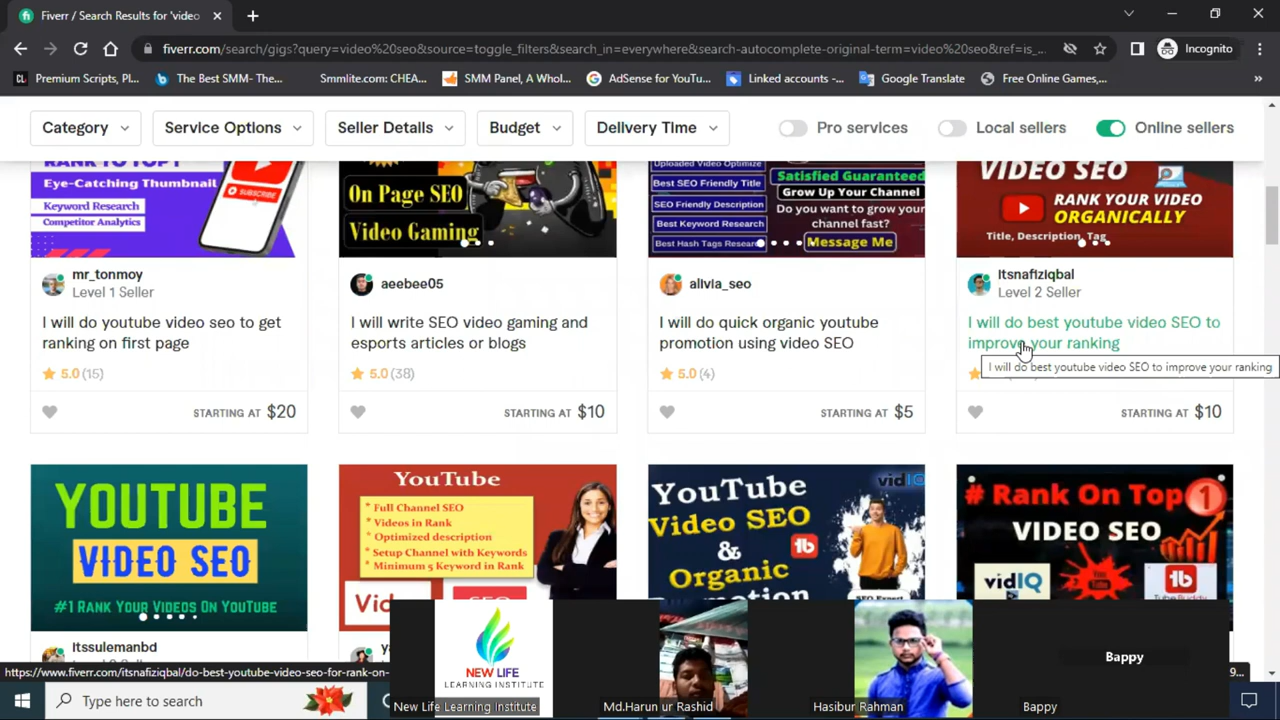 Fiverr / Search Results for 'video
fiverr.com/search/gigs?query=video%20seo&source=toggle_filters&search_in=everywhere&search-autocomplete-original-term=video%20seo&ref=is_...
Incognito
Premium Scripts, Pl...
The Best SMM- The...
Smmlite.com: CHEA...
SMM Panel, A Whol...
AdSense for YouTu...
Linked accounts -...
Google Translate
Free Online Games,...
Category
Service Options
Seller Details
Budget
Delivery Time
Pro services
Local sellers
Online sellers
RANK TO TOP1
Eye-Catching Thumbnail
Keyword Research
Competitor Analytics
SUBSCRIBE
On Page SEO
Video Gaming
Uploaded Video Optimize
Best SEO Friendly Title
SEO Friendly Description
Best Keyword Research
Best Hash Tags Research
Satisfied Guaranteed
Grow Up Your Channel
Do you want to grow your
channel fast?
Message Me
VIDEO SEO
RANK YOUR VIDEO
ORGANICALLY
Title, Description, Tag
mr_tonmoy
Level 1 Seller
I will do youtube video seo to get
ranking on first page
5.0 (15)
STARTING AT $20
aeebee05
I will write SEO video gaming and
esports articles or blogs
5.0 (38)
STARTING AT $10
alivia_seo
I will do quick organic youtube
promotion using video SEO
5.0 (4)
STARTING AT $5
itsnafiziqbal
Level 2 Seller
I will do best youtube video SEO to
improve your ranking
I will do best youtube video SEO to improve your ranking
STARTING AT $10
YOUTUBE
VIDEO SEO
#1 RANK YOUR VIDEOS ON YOUTUBE
itssulemanbd
YouTube
* Full Channel SEO
* Videos in Rank
* Optimized description
* Setup Channel with Keywords
* Minimum 5 Keyword in Rank
YouTube
Video SEO
&
Organic
vidIQ
SEO Expert
# Rank On Top 1
VIDEO SEO
vidIQ
https://www.fiverr.com/itsnafiziqbal/do-best-youtube-video-seo-for-rank-on-
Type here to search
NEW LIFE
LEARNING INSTITUTE
New Life Learning Institute
Md.Harun ur Rashid
Hasibur Rahman
Bappy
Bappy